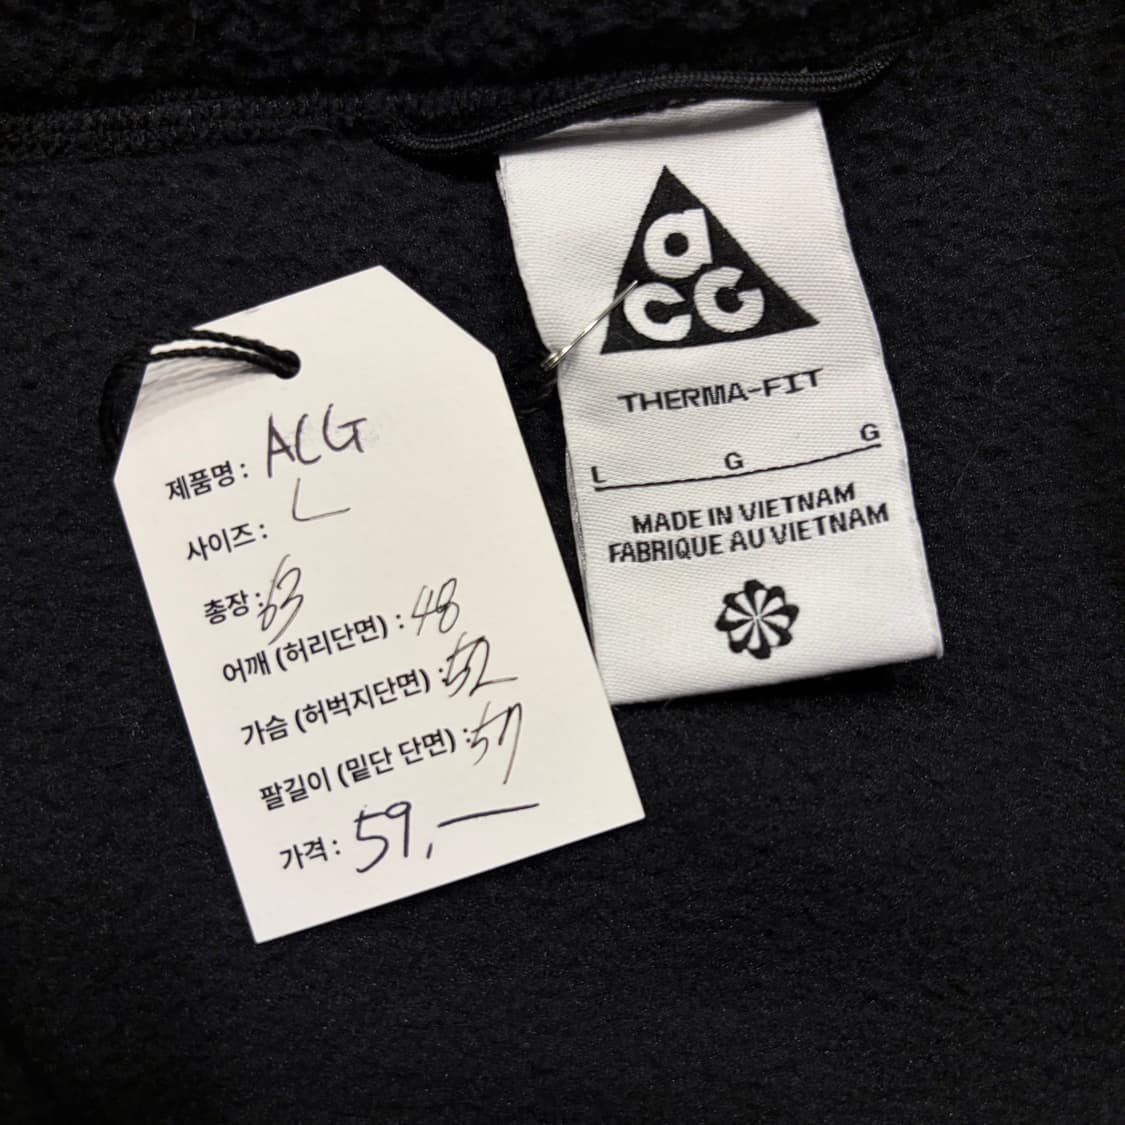 제품명 : ACG
사이즈 : L
총장 : 63
어깨 (허리단면) : 48
가슴 (허벅지단면) : 52
팔길이 (밑단 단면) : 57
가격 : 59,—
acG
THERMA-FIT
L G G
MADE IN VIETNAM
FABRIQUE AU VIETNAM